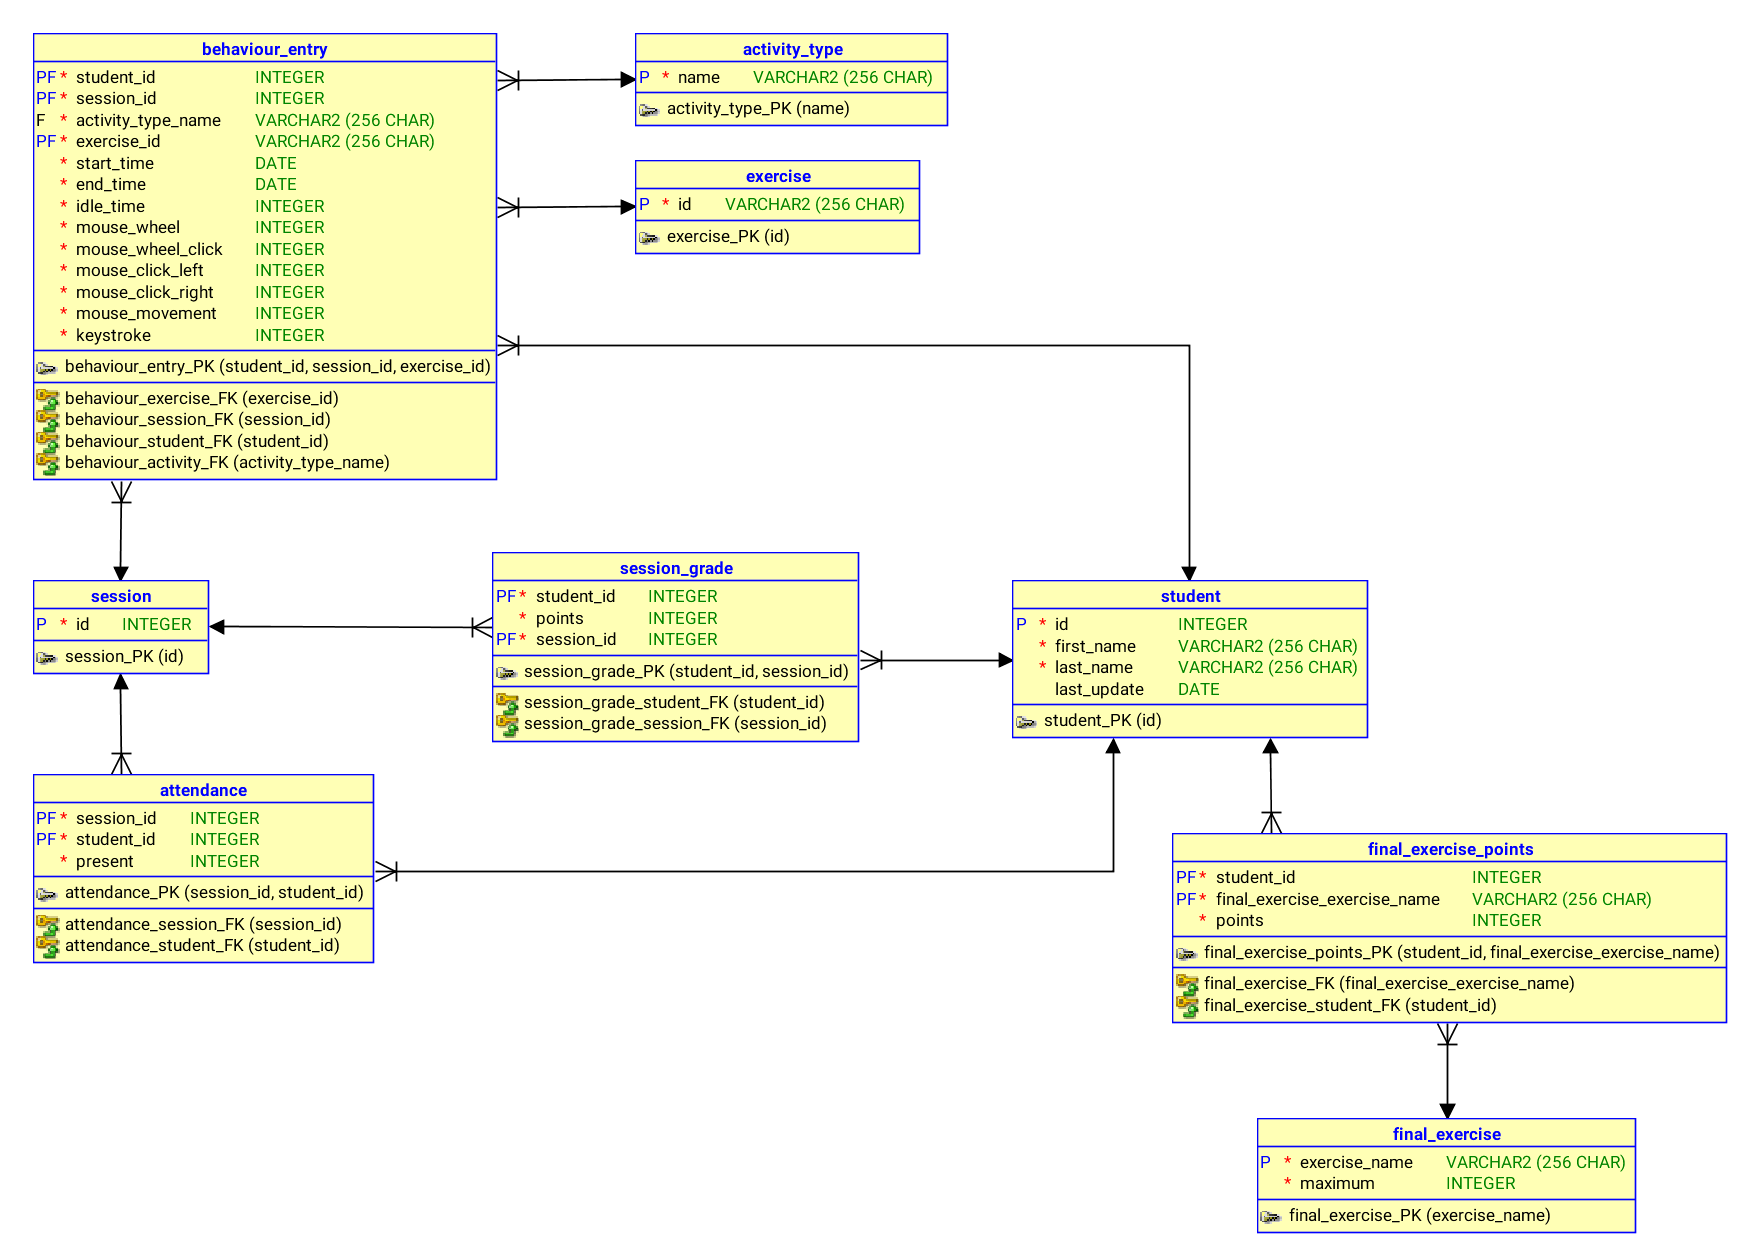 behaviour_entry
PF * student_id INTEGER
PF * session_id INTEGER
F * activity_type_name VARCHAR2 (256 CHAR)
PF * exercise_id VARCHAR2 (256 CHAR)
* start_time DATE
* end_time DATE
* idle_time INTEGER
* mouse_wheel INTEGER
* mouse_wheel_click INTEGER
* mouse_click_left INTEGER
* mouse_click_right INTEGER
* mouse_movement INTEGER
* keystroke INTEGER
behaviour_entry_PK (student_id, session_id, exercise_id)
behaviour_exercise_FK (exercise_id)
behaviour_session_FK (session_id)
behaviour_student_FK (student_id)
behaviour_activity_FK (activity_type_name)
activity_type
P * name VARCHAR2 (256 CHAR)
activity_type_PK (name)
exercise
P * id VARCHAR2 (256 CHAR)
exercise_PK (id)
session
P * id INTEGER
session_PK (id)
session_grade
PF * student_id INTEGER
* points INTEGER
PF * session_id INTEGER
session_grade_PK (student_id, session_id)
session_grade_student_FK (student_id)
session_grade_session_FK (session_id)
student
P * id INTEGER
* first_name VARCHAR2 (256 CHAR)
* last_name VARCHAR2 (256 CHAR)
last_update DATE
student_PK (id)
attendance
PF * session_id INTEGER
PF * student_id INTEGER
* present INTEGER
attendance_PK (session_id, student_id)
attendance_session_FK (session_id)
attendance_student_FK (student_id)
final_exercise_points
PF * student_id INTEGER
PF * final_exercise_exercise_name VARCHAR2 (256 CHAR)
* points INTEGER
final_exercise_points_PK (student_id, final_exercise_exercise_name)
final_exercise_FK (final_exercise_exercise_name)
final_exercise_student_FK (student_id)
final_exercise
P * exercise_name VARCHAR2 (256 CHAR)
* maximum INTEGER
final_exercise_PK (exercise_name)